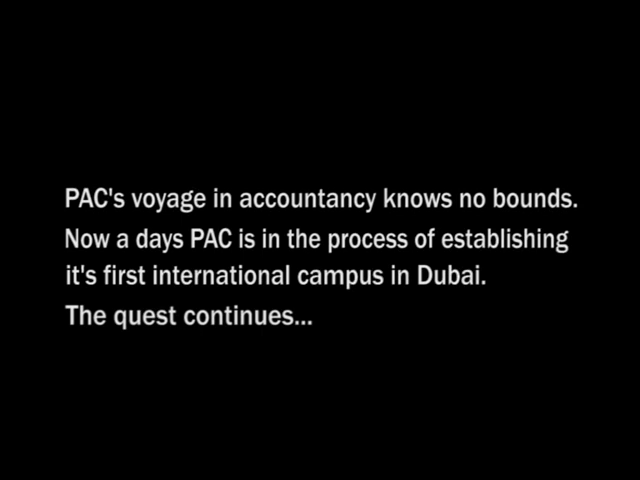 PAC's voyage in accountancy knows no bounds.
Now a days PAC is in the process of establishing
it's first international campus in Dubai.
The quest continues...